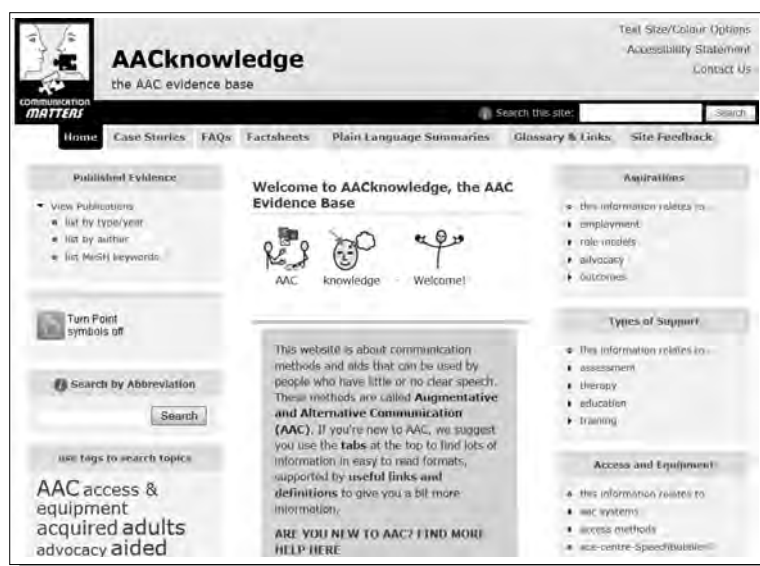 Text Size/Colour Options
Accessibility Statement
Contact Us
AACknowledge
the AAC evidence base
COMMUNICATION
MATTERS
Search this site:
Search
Home Case Stories FAQs Factsheets Plain Language Summaries Glossary & Links Site Feedback
Published Evidence
View Publications
list by type/year
list by author
list MeSH keywords
Turn Point
symbols off
Search by Abbreviation
Search
use tags to search topics
AAC access &
equipment
acquired adults
advocacy aided
Welcome to AACknowledge, the AAC
Evidence Base
AAC knowledge - Welcome!
This website is about communication
methods and aids that can be used by
people who have little or no clear speech.
These methods are called Augmentative
and Alternative Communication
(AAC). If you're new to AAC, we suggest
you use the tabs at the top to find lots of
information in easy to read formats,
supported by useful links and
definitions to give you a bit more
information.
ARE YOU NEW TO AAC? FIND MORE
HELP HERE
Aspirations
this information relates to...
employment
role models
advocacy
outcomes
Types of Support
this information relates to...
assessment
therapy
education
training
Access and Equipment
this information relates to
aac systems
access methods